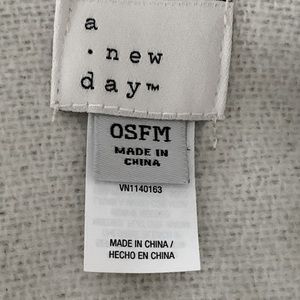 a
· new
day™
OSFM
MADE IN
CHINA
VN1140163
MADE IN CHINA /
HECHO EN CHINA